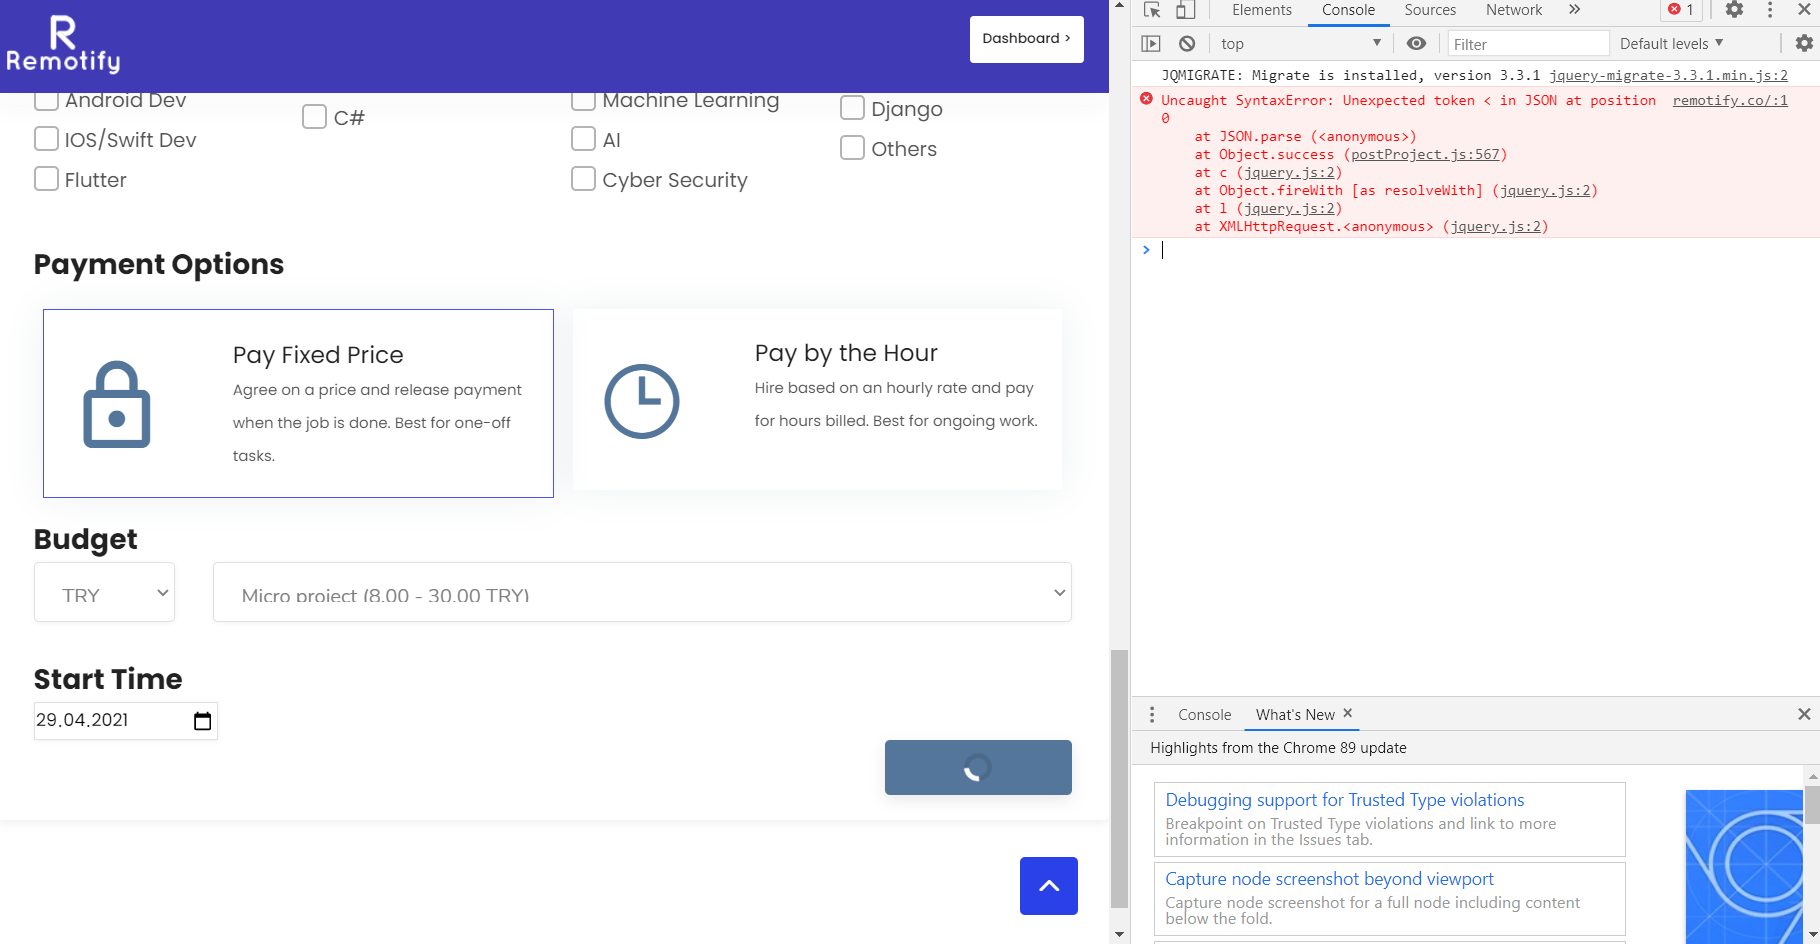 R
Remotify
Dashboard >
Android Dev
IOS/Swift Dev
Flutter
C#
Machine Learning
AI
Cyber Security
Django
Others
Payment Options
Pay Fixed Price
Agree on a price and release payment
when the job is done. Best for one-off
tasks.
Pay by the Hour
Hire based on an hourly rate and pay
for hours billed. Best for ongoing work.
Budget
TRY
Micro project (8.00 - 30.00 TRY)
Start Time
29.04.2021
Elements Console Sources Network » 1
top Filter Default levels
JQMIGRATE: Migrate is installed, version 3.3.1 jquery-migrate-3.3.1.min.js:2
Uncaught SyntaxError: Unexpected token < in JSON at position remotify.co/:1
0
at JSON.parse (<anonymous>)
at Object.success (postProject.js:567)
at c (jquery.js:2)
at Object.fireWith [as resolveWith] (jquery.js:2)
at l (jquery.js:2)
at XMLHttpRequest.<anonymous> (jquery.js:2)
>
Console What's New
Highlights from the Chrome 89 update
Debugging support for Trusted Type violations
Breakpoint on Trusted Type violations and link to more
information in the Issues tab.
Capture node screenshot beyond viewport
Capture node screenshot for a full node including content
below the fold.